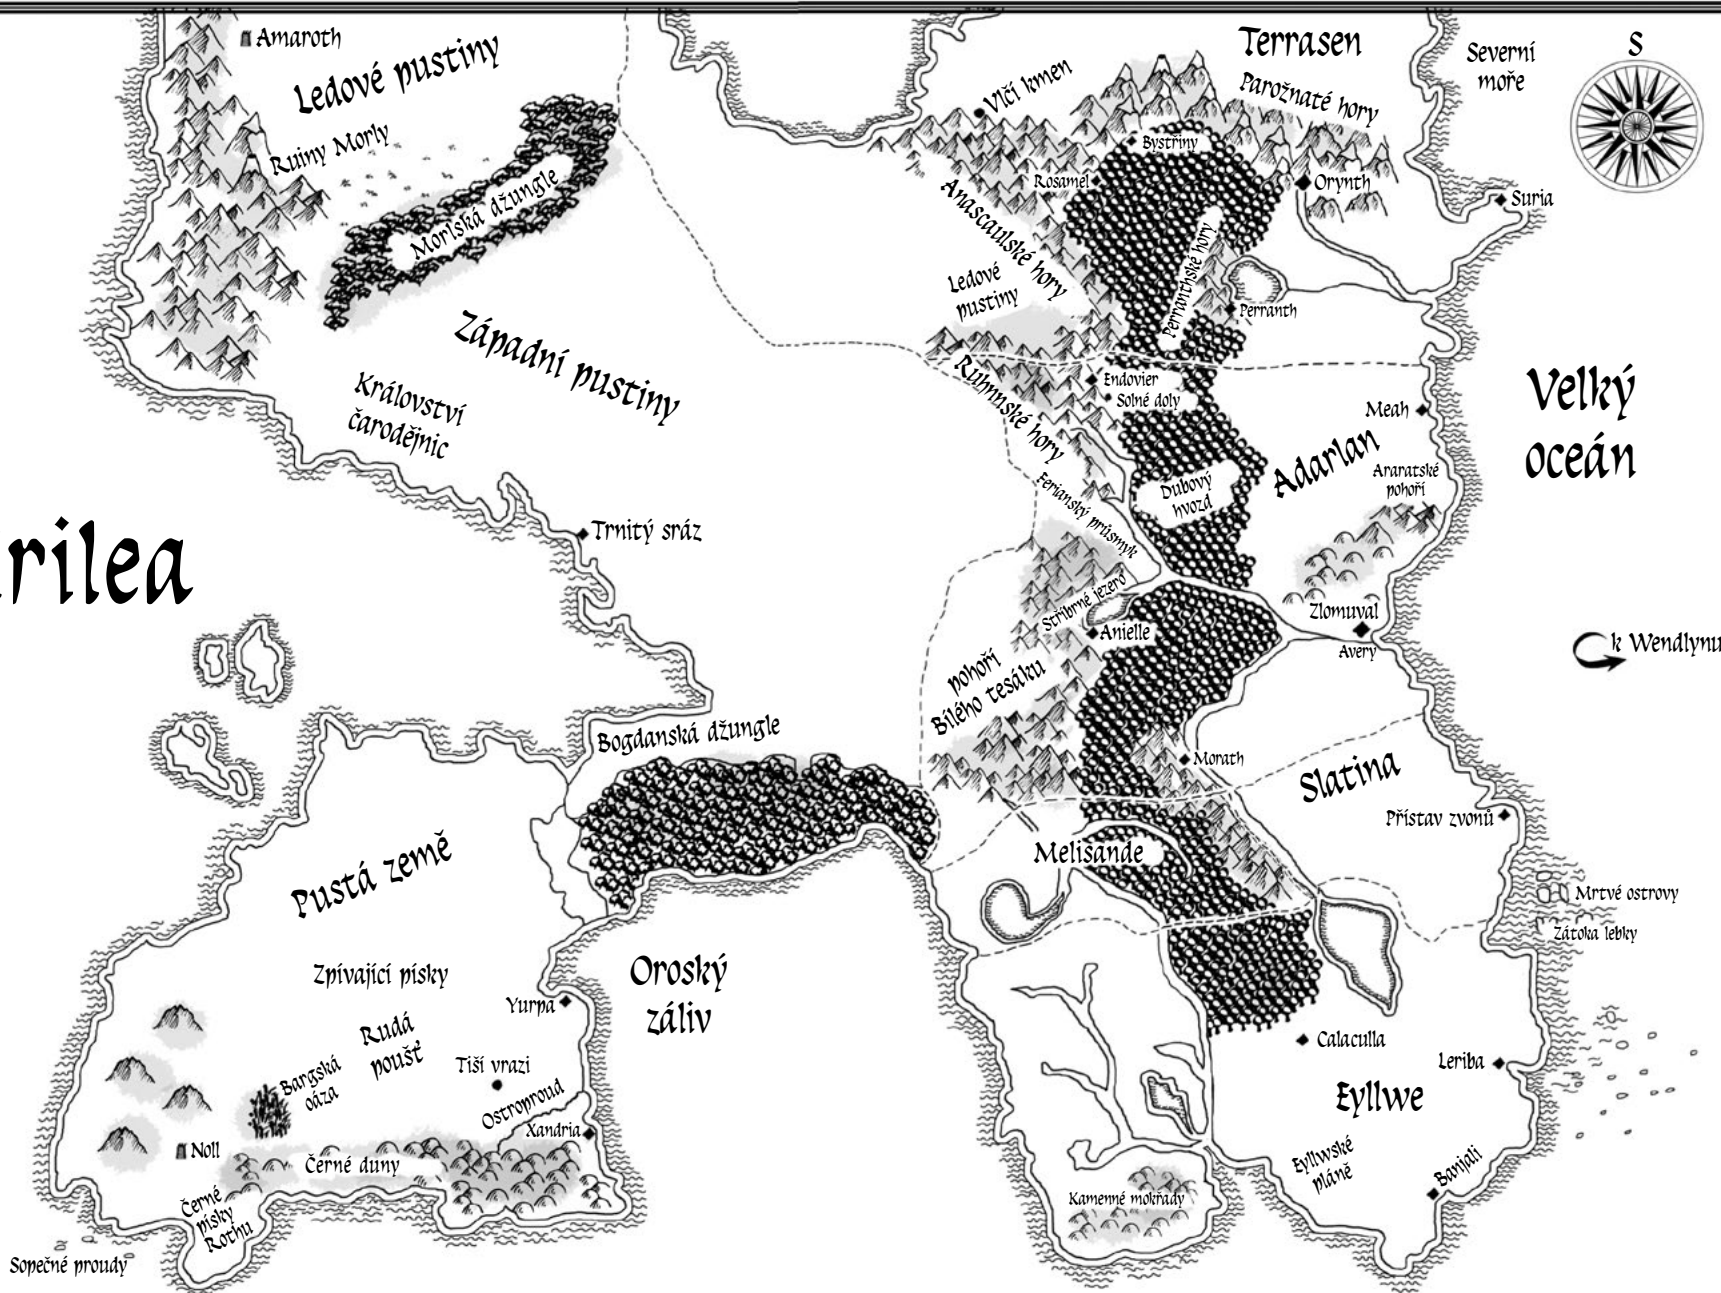 Amaroth
Ledové pustiny
Ruiny Morly
Morlská džungle
Západní pustiny
Království
čarodějnic
Trnitý sráz
rilea
Terrasen
Parožnaté hory
Severní
moře
S
Vlčí kmen
Bystřiny
Rosamel
Orynth
Suria
Anascaulské hory
Ledové
pustiny
Perranthské hory
Perranth
Ruhnnské hory
Endovier
Solné doly
Meah
Velký
oceán
Adarlan
Araratské
pohoří
Dubový
hvozd
Ferianský průsmyk
Stříbrné jezero
Anielle
Zlomuval
Avery
k Wendlynu
pohoří
Bílého tesáku
Morath
Slatina
Přístav zvonů
Bogdanská džungle
Melisande
Mrtvé ostrovy
Zátoka lebky
Pustá země
Oroský
záliv
Zpívající písky
Yurpa
Rudá
poušť
Tiší vrazi
Bargská
oáza
Ostroproud
Xandria
Noll
Černé duny
Černé
písky
Rothu
Sopečné proudy
Calaculla
Leriba
Eyllwe
Eyllwské
pláně
Banjali
Kamenné mokřady